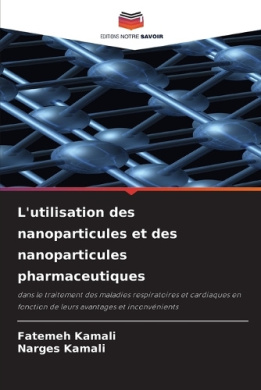 EDITIONS NOTRE SAVOIR
L'utilisation des
nanoparticules et des
nanoparticules
pharmaceutiques
dans le traitement des maladies respiratoires et cardiaques en
fonction de leurs avantages et inconvénients
Fatemeh Kamali
Narges Kamali